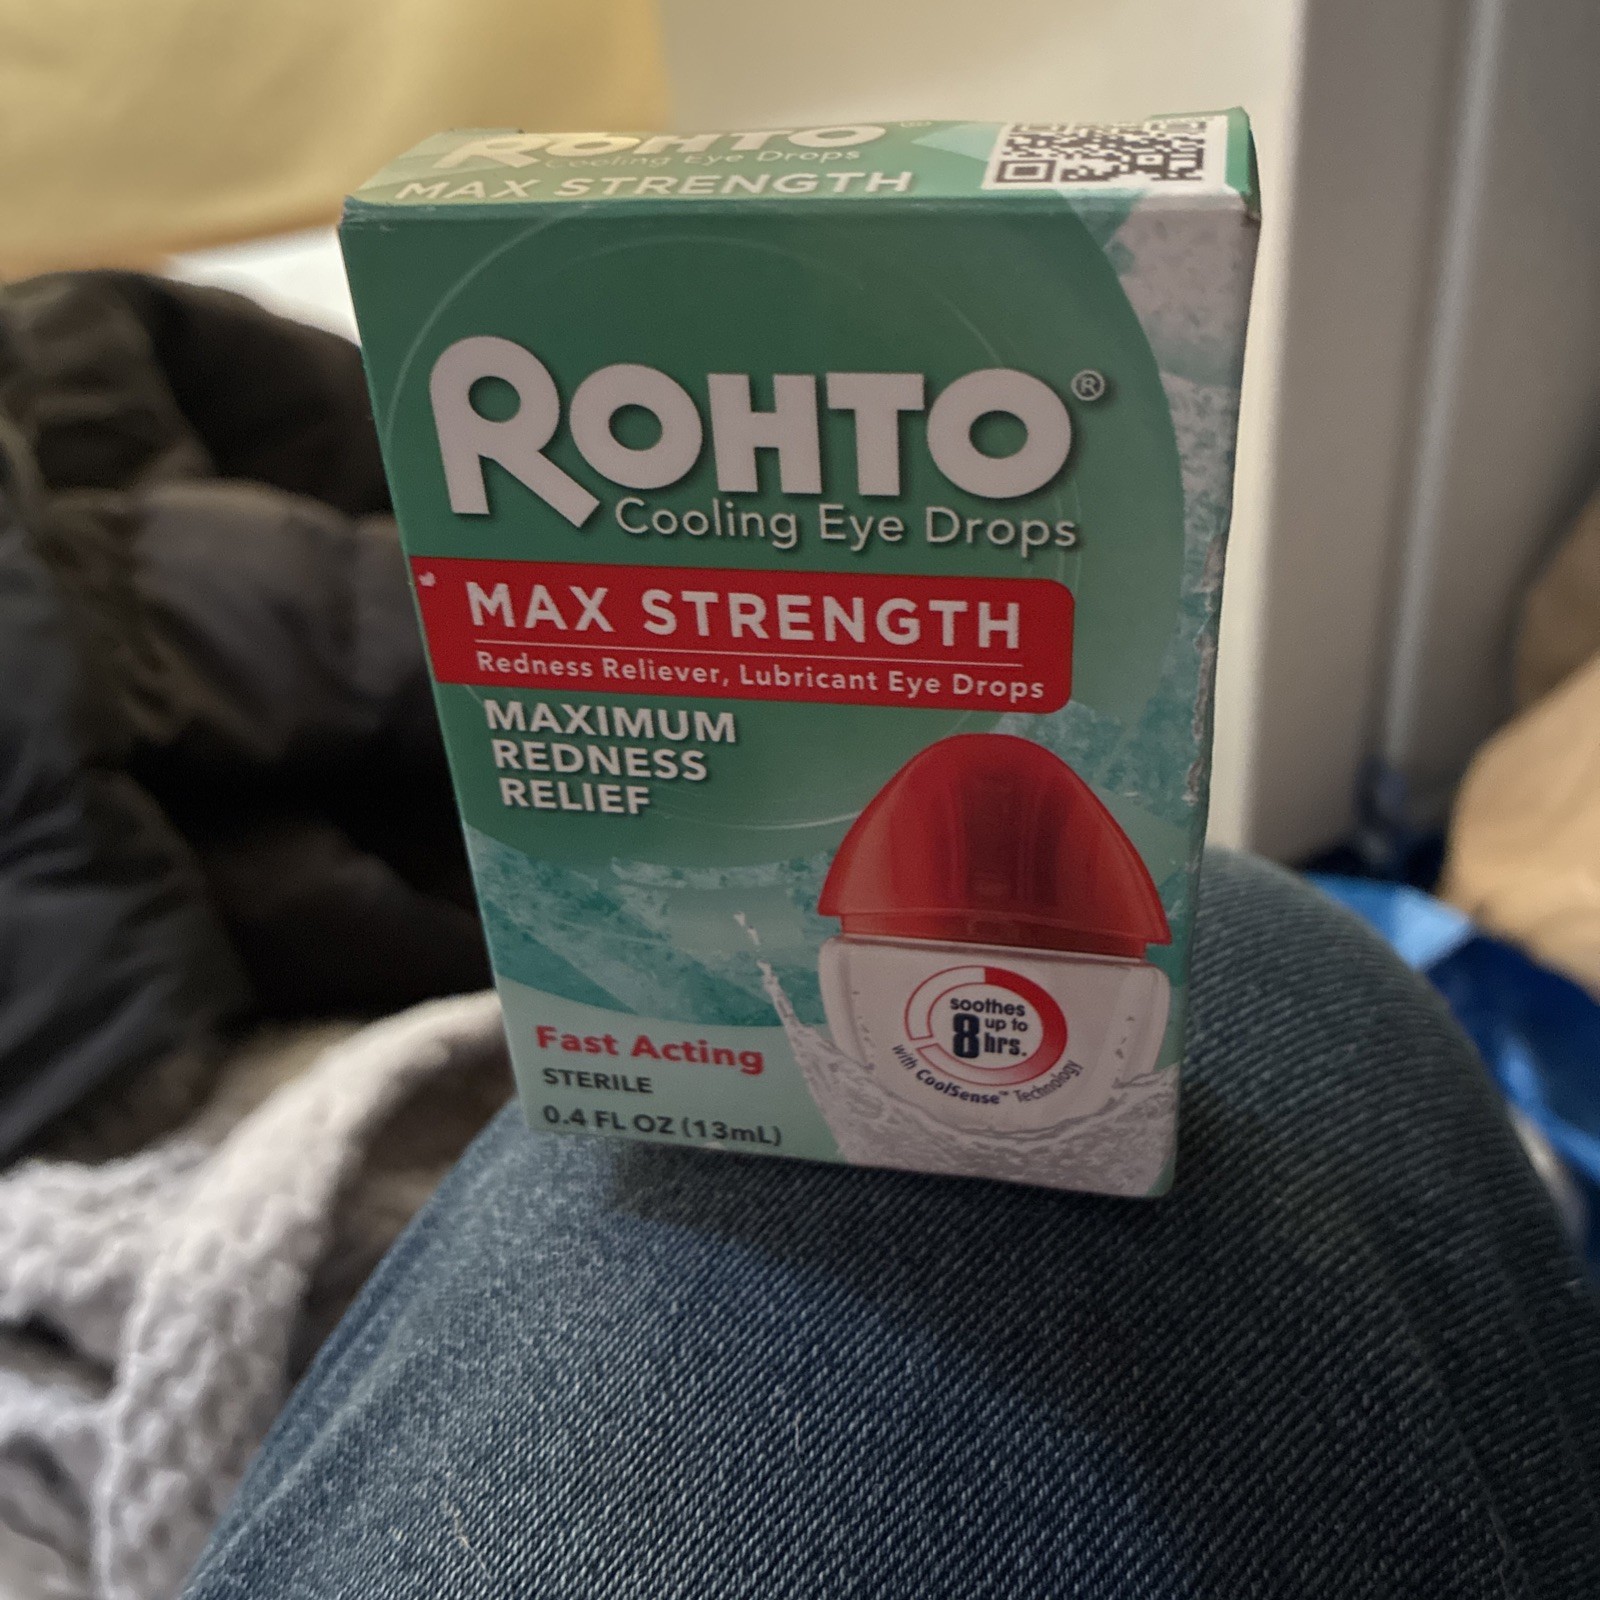 ROHTO
Cooling Eye Drops
MAX STRENGTH
ROHTO®
Cooling Eye Drops
MAX STRENGTH
Redness Reliever, Lubricant Eye Drops
MAXIMUM
REDNESS
RELIEF
soothes
8 up to
hrs.
with CoolSense™ Technology
Fast Acting
STERILE
0.4 FL OZ (13mL)